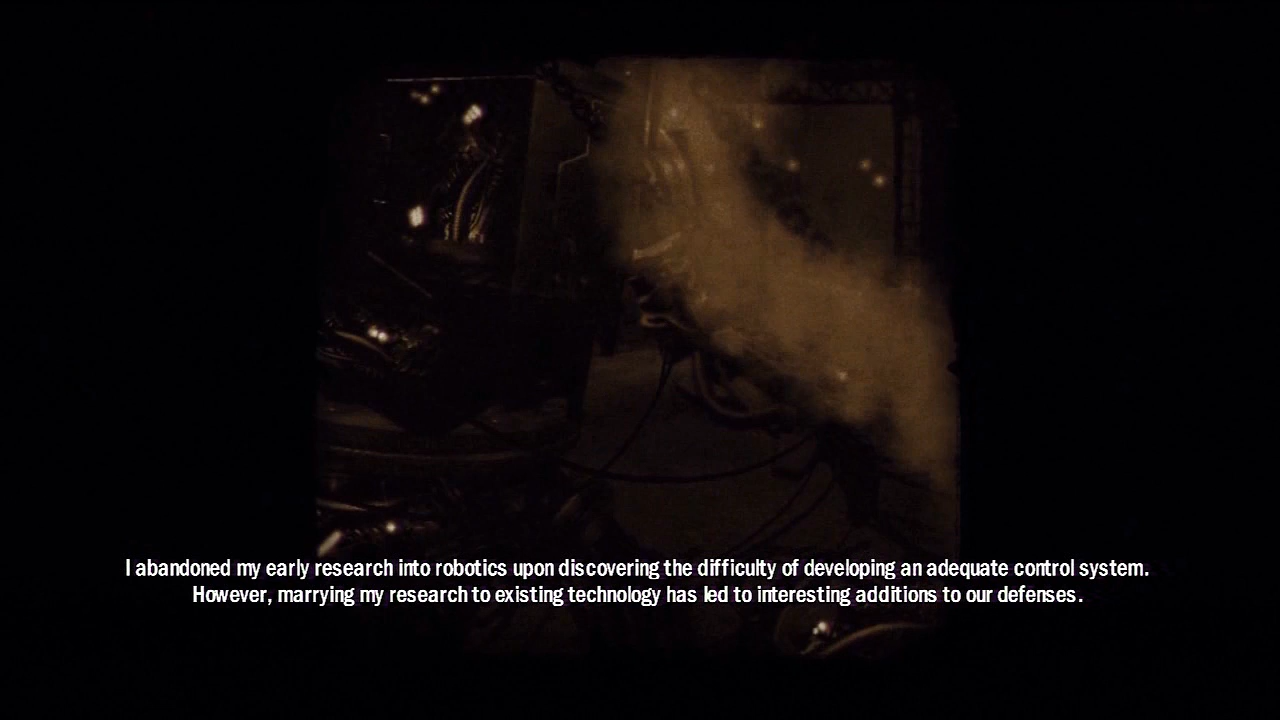 I abandoned my early research into robotics upon discovering the difficulty of developing an adequate control system.
However, marrying my research to existing technology has led to interesting additions to our defenses.